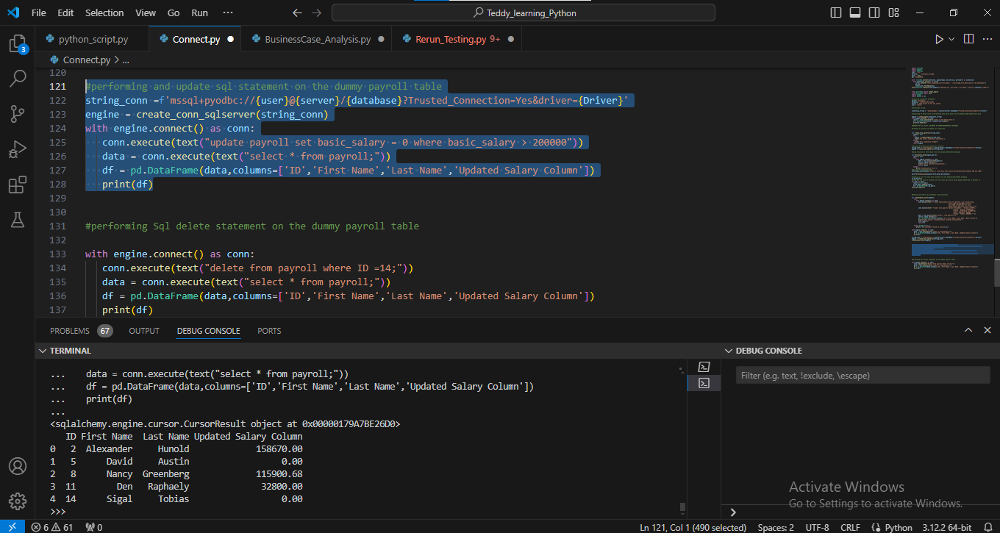 File Edit Selection View Go Run ··· Teddy_learning_Python
python_script.py Connect.py BusinessCase_Analysis.py Rerun_Testing.py 9+
3
Connect.py > ...
120
121 #performing and update sql statement on the dummy payroll table
122 string_conn =f'mssql+pyodbc://{user}@{server}/{database}?Trusted_Connection=Yes&driver={Driver}'
123 engine = create_conn_sqlserver(string_conn)
124 with engine.connect() as conn:
125 conn.execute(text("update payroll set basic_salary = 0 where basic_salary > 200000"))
126 data = conn.execute(text("select * from payroll;"))
127 df = pd.DataFrame(data,columns=['ID','First Name','Last Name','Updated Salary Column'])
128 print(df)
129
130
131 #performing Sql delete statement on the dummy payroll table
132
133 with engine.connect() as conn:
134 conn.execute(text("delete from payroll where ID =14;"))
135 data = conn.execute(text("select * from payroll;"))
136 df = pd.DataFrame(data,columns=['ID','First Name','Last Name','Updated Salary Column'])
137 print(df)
PROBLEMS 67 OUTPUT DEBUG CONSOLE PORTS
TERMINAL
... data = conn.execute(text("select * from payroll;"))
... df = pd.DataFrame(data,columns=['ID','First Name','Last Name','Updated Salary Column'])
... print(df)
...
<sqlalchemy.engine.cursor.CursorResult object at 0x00000179A7BE26D0>
ID First Name Last Name Updated Salary Column
0 2 Alexander Hunold 158670.00
1 5 David Austin 0.00
2 8 Nancy Greenberg 115900.68
3 11 Den Raphaely 32800.00
4 14 Sigal Tobias 0.00
>>>
DEBUG CONSOLE
Filter (e.g. text, !exclude, \escape)
Activate Windows
Go to Settings to activate Windows.
>
6 61 0 Ln 121, Col 1 (490 selected) Spaces: 2 UTF-8 CRLF Python 3.12.2 64-bit